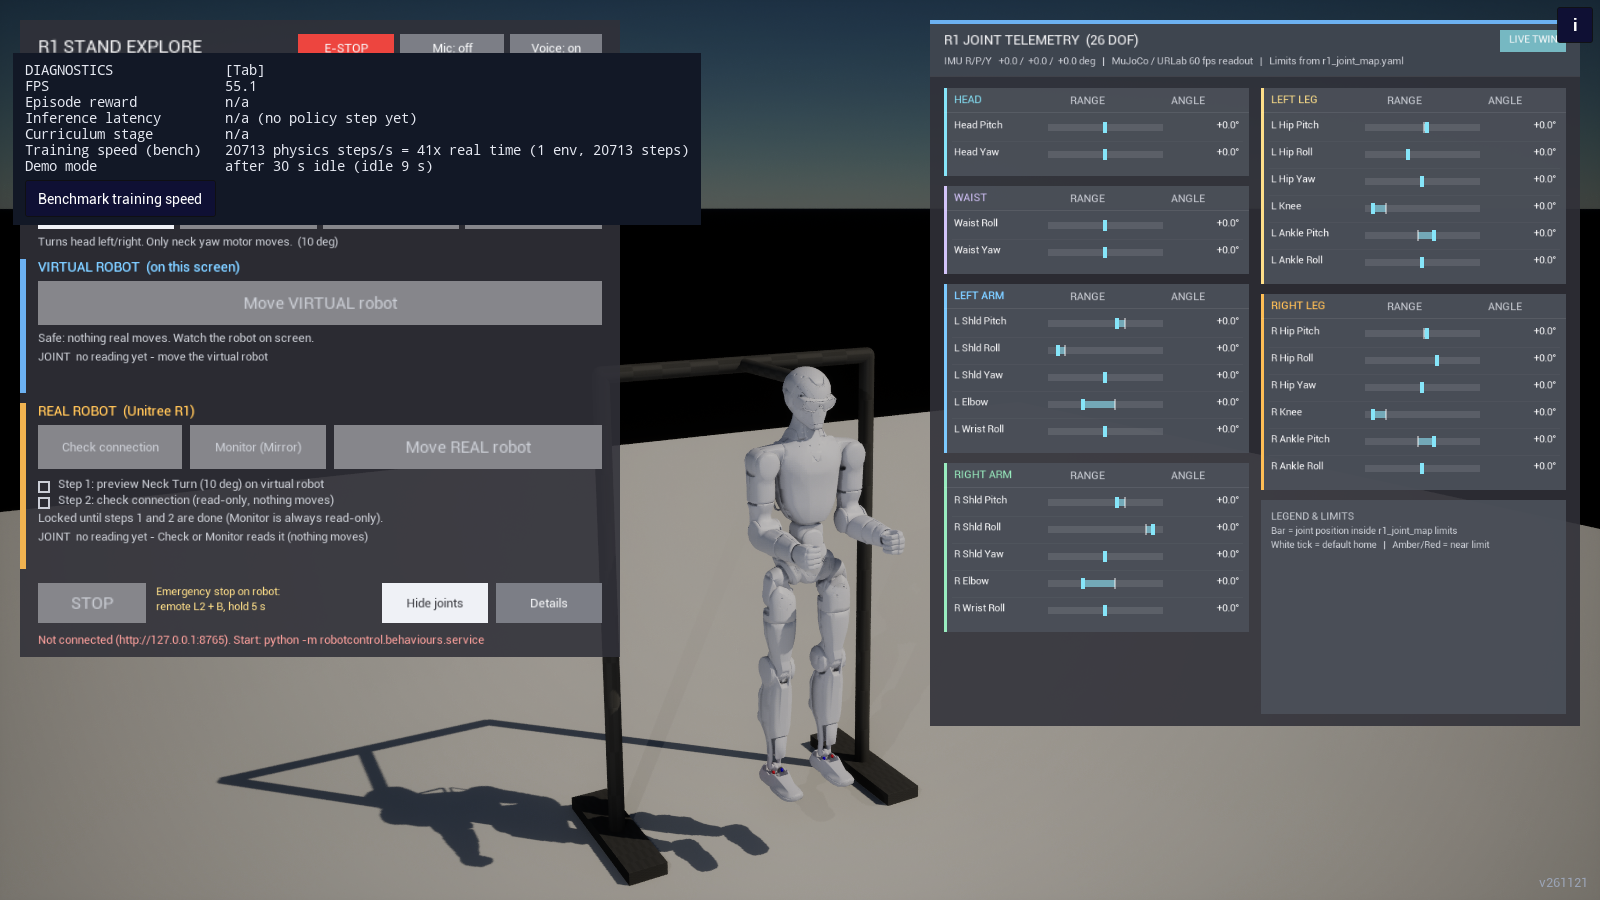 R1 STAND EXPLORE
E-STOP
Mic: off
Voice: on
DIAGNOSTICS [Tab]
FPS 55.1
Episode reward n/a
Inference latency n/a (no policy step yet)
Curriculum stage n/a
Training speed (bench) 20713 physics steps/s = 41x real time (1 env, 20713 steps)
Demo mode after 30 s idle (idle 9 s)
Benchmark training speed
Turns head left/right. Only neck yaw motor moves. (10 deg)
VIRTUAL ROBOT (on this screen)
Move VIRTUAL robot
Safe: nothing real moves. Watch the robot on screen.
JOINT no reading yet - move the virtual robot
REAL ROBOT (Unitree R1)
Check connection
Monitor (Mirror)
Move REAL robot
Step 1: preview Neck Turn (10 deg) on virtual robot
Step 2: check connection (read-only, nothing moves)
Locked until steps 1 and 2 are done (Monitor is always read-only).
JOINT no reading yet - Check or Monitor reads it (nothing moves)
STOP
Emergency stop on robot:
remote L2 + B, hold 5 s
Hide joints
Details
Not connected (http://127.0.0.1:8765). Start: python -m robotcontrol.behaviours.service
R1 JOINT TELEMETRY (26 DOF)
LIVE TWIN
i
IMU R/P/Y +0.0 / +0.0 / +0.0 deg | MuJoCo / URLab 60 fps readout | Limits from r1_joint_map.yaml
HEAD RANGE ANGLE
Head Pitch +0.0°
Head Yaw +0.0°
WAIST RANGE ANGLE
Waist Roll +0.0°
Waist Yaw +0.0°
LEFT ARM RANGE ANGLE
L Shld Pitch +0.0°
L Shld Roll +0.0°
L Shld Yaw +0.0°
L Elbow +0.0°
L Wrist Roll +0.0°
RIGHT ARM RANGE ANGLE
R Shld Pitch +0.0°
R Shld Roll +0.0°
R Shld Yaw +0.0°
R Elbow +0.0°
R Wrist Roll +0.0°
LEFT LEG RANGE ANGLE
L Hip Pitch +0.0°
L Hip Roll +0.0°
L Hip Yaw +0.0°
L Knee +0.0°
L Ankle Pitch +0.0°
L Ankle Roll +0.0°
RIGHT LEG RANGE ANGLE
R Hip Pitch +0.0°
R Hip Roll +0.0°
R Hip Yaw +0.0°
R Knee +0.0°
R Ankle Pitch +0.0°
R Ankle Roll +0.0°
LEGEND & LIMITS
Bar = joint position inside r1_joint_map limits
White tick = default home | Amber/Red = near limit
v261121